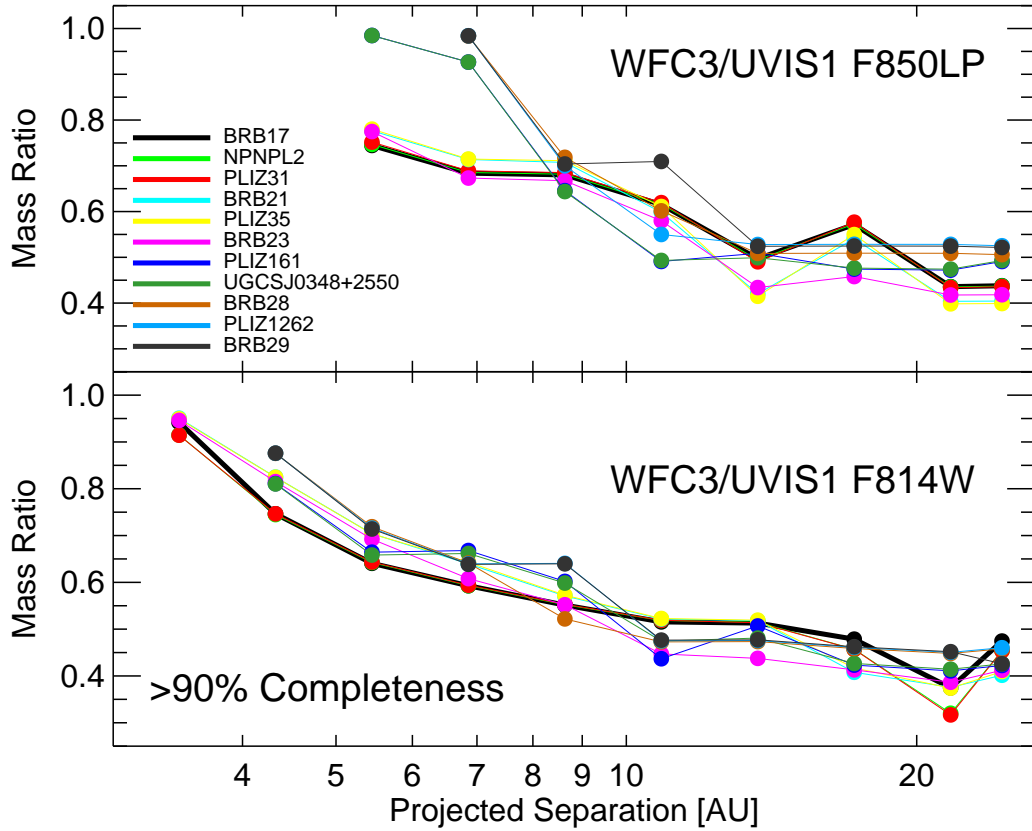 WFC3/UVIS1 F850LP
1.0
0.8
0.6
0.4
Mass Ratio
BRB17
NPNPL2
PLIZ31
BRB21
PLIZ35
BRB23
PLIZ161
UGCSJ0348+2550
BRB28
PLIZ1262
BRB29
WFC3/UVIS1 F814W
1.0
0.8
0.6
0.4
Mass Ratio
>90% Completeness
4 5 6 7 8 9 10 20
Projected Separation [AU]